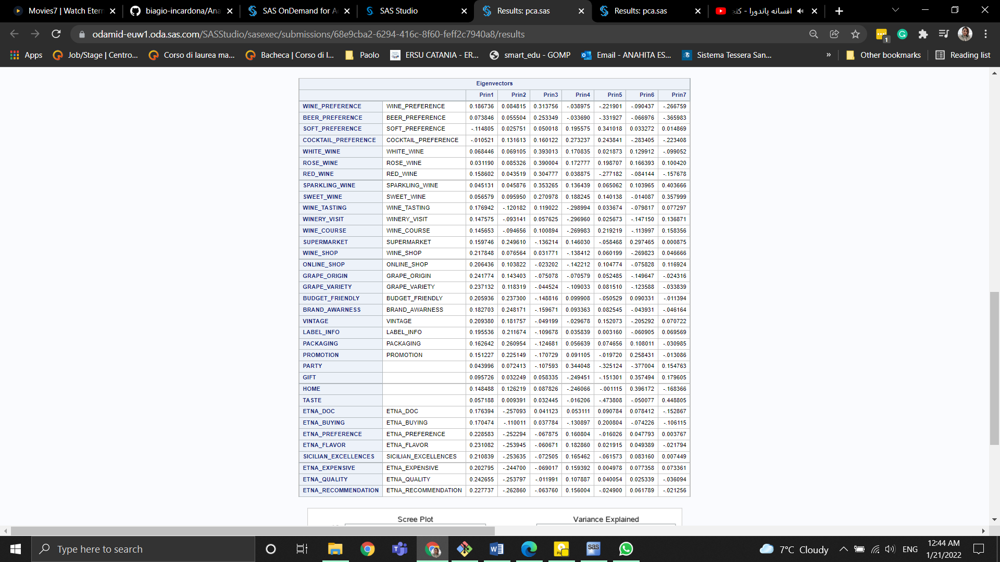 Movies7 | Watch Eter
biagio-incardona/Ana
SAS OnDemand for A
SAS Studio
Results: pca.sas
Results: pca.sas
افسانه پاندورا - کنج
odamid-euw1.oda.sas.com/SASStudio/sasexec/submissions/68e9cba2-6294-416c-8f60-feff2c7940a8/results
1
Apps
Job/Stage | Centro...
Corso di laurea ma...
Bacheca | Corso di l...
Paolo
ERSU CATANIA - ER...
smart_edu - GOMP
Email - ANAHITA ES...
Sistema Tessera San...
»
Other bookmarks
Reading list
Eigenvectors
Prin1 Prin2 Prin3 Prin4 Prin5 Prin6 Prin7
WINE_PREFERENCE WINE_PREFERENCE 0.186736 0.084815 0.313756 -.038975 -.221901 -.090437 -.266759
BEER_PREFERENCE BEER_PREFERENCE 0.073846 0.055504 0.253349 -.033690 -.331927 -.066976 -.365983
SOFT_PREFERENCE SOFT_PREFERENCE -.114805 0.025751 0.050018 0.195575 0.341018 0.033272 0.014869
COCKTAIL_PREFERENCE COCKTAIL_PREFERENCE -.010521 0.131613 0.160122 0.273237 0.243841 -.283405 -.223408
WHITE_WINE WHITE_WINE 0.068446 0.069105 0.393013 0.170835 0.021873 0.129912 -.099052
ROSE_WINE ROSE_WINE 0.031190 0.085326 0.390004 0.172777 0.198707 0.166393 0.100420
RED_WINE RED_WINE 0.158602 0.043519 0.304777 0.038875 -.277182 -.084144 -.157678
SPARKLING_WINE SPARKLING_WINE 0.045131 0.045876 0.353265 0.136439 0.065062 0.103965 0.403666
SWEET_WINE SWEET_WINE 0.056579 0.095950 0.270978 0.188245 0.140138 -.014087 0.357999
WINE_TASTING WINE_TASTING 0.176942 -.120182 0.119022 -.298994 0.033674 -.079817 0.077297
WINERY_VISIT WINERY_VISIT 0.147575 -.093141 0.057625 -.296960 0.025673 -.147150 0.136871
WINE_COURSE WINE_COURSE 0.145653 -.094656 0.100894 -.269983 0.219219 -.113997 0.158356
SUPERMARKET SUPERMARKET 0.159746 0.249610 -.136214 0.146030 -.058468 0.297465 0.000875
WINE_SHOP WINE_SHOP 0.217848 0.076564 0.031771 -.138412 0.060199 -.269823 0.046666
ONLINE_SHOP ONLINE_SHOP 0.206436 0.103822 -.023202 -.142212 0.104774 -.075828 0.116924
GRAPE_ORIGIN GRAPE_ORIGIN 0.241774 0.143403 -.075078 -.070579 0.052485 -.149647 -.024316
GRAPE_VARIETY GRAPE_VARIETY 0.237132 0.118319 -.044524 -.109033 0.081510 -.123588 -.033839
BUDGET_FRIENDLY BUDGET_FRIENDLY 0.205936 0.237300 -.148816 0.099908 -.050529 0.090331 -.011394
BRAND_AWARNESS BRAND_AWARNESS 0.182703 0.248171 -.159671 0.093363 0.082545 -.043931 -.046164
VINTAGE VINTAGE 0.209380 0.181757 -.049199 -.029678 0.152073 -.205292 0.070722
LABEL_INFO LABEL_INFO 0.195536 0.211674 -.109678 0.035839 0.003160 -.060905 0.069569
PACKAGING PACKAGING 0.162642 0.260954 -.124681 0.056639 0.074656 0.108011 -.030985
PROMOTION PROMOTION 0.151227 0.225149 -.170729 0.091105 -.019720 0.258431 -.013086
PARTY 0.043996 0.072413 -.107593 0.344048 -.325124 -.377004 0.154763
GIFT 0.095726 0.032249 0.058335 -.249451 -.151301 0.357494 0.179605
HOME 0.148488 0.126219 0.087826 -.246066 -.001115 0.396172 -.168366
TASTE 0.057188 0.009391 0.032445 -.016206 -.473808 -.050077 0.448805
ETNA_DOC ETNA_DOC 0.176394 -.257093 0.041123 0.053111 0.090784 0.078412 -.152867
ETNA_BUYING ETNA_BUYING 0.170474 -.110011 0.037784 -.130897 0.200804 -.074226 -.106115
ETNA_PREFERENCE ETNA_PREFERENCE 0.228583 -.252294 -.067875 0.160804 -.016026 0.047793 0.003767
ETNA_FLAVOR ETNA_FLAVOR 0.231082 -.253945 -.060671 0.182860 0.021915 0.049389 -.021794
SICILIAN_EXCELLENCES SICILIAN_EXCELLENCES 0.210839 -.253635 -.072505 0.165462 -.061573 0.083160 0.007449
ETNA_EXPENSIVE ETNA_EXPENSIVE 0.202795 -.244700 -.069017 0.159392 0.004978 0.077358 0.073361
ETNA_QUALITY ETNA_QUALITY 0.242655 -.253797 -.011991 0.107887 0.040054 0.025339 -.036094
ETNA_RECOMMENDATION ETNA_RECOMMENDATION 0.227737 -.262860 -.063760 0.156004 -.024900 0.061789 -.021256
Scree Plot
Variance Explained
Type here to search
7°C Cloudy
ENG
12:44 AM
1/21/2022